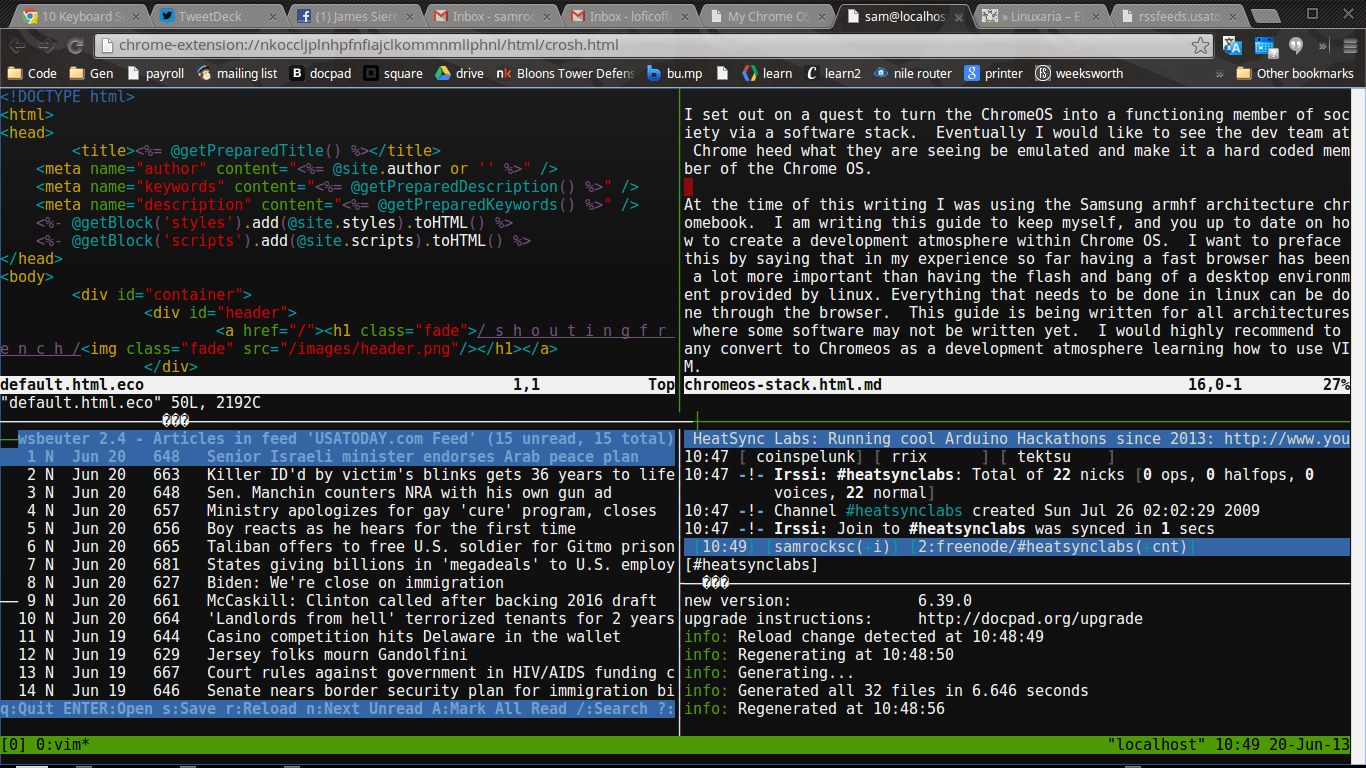 10 Keyboard S
TweetDeck
(1) James Sierr
Inbox - samroc
Inbox - loficoff
My Chrome OS
sam@localhos
» Linuxaria – E
rssfeeds.usato
chrome-extension://nkoccljplnhpfnfiajclkommnmllphnl/html/crosh.html
Code
Gen
payroll
mailing list
docpad
square
drive
Bloons Tower Defens
bu.mp
learn
learn2
nile router
printer
weeksworth
»
Other bookmarks
<!DOCTYPE html>
<html>
<head>
<title><%= @getPreparedTitle() %></title>
<meta name="author" content="<%= @site.author or '' %>" />
<meta name="keywords" content="<%= @getPreparedDescription() %>" />
<meta name="description" content="<%= @getPreparedKeywords() %>" />
<%- @getBlock('styles').add(@site.styles).toHTML() %>
<%- @getBlock('scripts').add(@site.scripts).toHTML() %>
</head>
<body>
<div id="container">
<div id="header">
<a href="/"><h1 class="fade">/ s h o u t i n g f r
e n c h /<img class="fade" src="/images/header.png"/></h1></a>
</div>
default.html.eco 1,1 Top
"default.html.eco" 50L, 2192C
I set out on a quest to turn the ChromeOS into a functioning member of soc
iety via a software stack.  Eventually I would like to see the dev team at
Chrome heed what they are seeing be emulated and make it a hard coded mem
ber of the Chrome OS.
At the time of this writing I was using the Samsung armhf architecture chr
omebook.  I am writing this guide to keep myself, and you up to date on ho
w to create a development atmosphere within Chrome OS.  I want to preface
this by saying that in my experience so far having a fast browser has been
a lot more important than having the flash and bang of a desktop environm
ent provided by linux. Everything that needs to be done in linux can be do
ne through the browser.  This guide is being written for all architectures
where some software may not be written yet.  I would highly recommend to
any convert to Chromeos as a development atmosphere learning how to use VI
M.
chromeos-stack.html.md 16,0-1 27%
wsbeuter 2.4 - Articles in feed 'USATODAY.com Feed' (15 unread, 15 total)
1 N Jun 20 648 Senior Israeli minister endorses Arab peace plan
2 N Jun 20 663 Killer ID'd by victim's blinks gets 36 years to life
3 N Jun 20 648 Sen. Manchin counters NRA with his own gun ad
4 N Jun 20 657 Ministry apologizes for gay 'cure' program, closes
5 N Jun 20 656 Boy reacts as he hears for the first time
6 N Jun 20 665 Taliban offers to free U.S. soldier for Gitmo prison
7 N Jun 20 681 States giving billions in 'megadeals' to U.S. employ
8 N Jun 20 627 Biden: We're close on immigration
9 N Jun 20 661 McCaskill: Clinton called after backing 2016 draft
10 N Jun 20 664 'Landlords from hell' terrorized tenants for 2 years
11 N Jun 19 644 Casino competition hits Delaware in the wallet
12 N Jun 19 629 Jersey folks mourn Gandolfini
13 N Jun 19 667 Court rules against government in HIV/AIDS funding c
14 N Jun 19 646 Senate nears border security plan for immigration bi
q:Quit ENTER:Open s:Save r:Reload n:Next Unread A:Mark All Read /:Search ?:
HeatSync Labs: Running cool Arduino Hackathons since 2013: http://www.you
10:47 [ coinspelunk] [ rrix ] [ tektsu ]
10:47 -!- Irssi: #heatsynclabs: Total of 22 nicks [0 ops, 0 halfops, 0
voices, 22 normal]
10:47 -!- Channel #heatsynclabs created Sun Jul 26 02:02:29 2009
10:47 -!- Irssi: Join to #heatsynclabs was synced in 1 secs
[10:49] [samrocksc(+i)] [2:freenode/#heatsynclabs(+cnt)]
[#heatsynclabs]
new version: 6.39.0
upgrade instructions: http://docpad.org/upgrade
info: Reload change detected at 10:48:49
info: Regenerating at 10:48:50
info: Generating...
info: Generated all 32 files in 6.646 seconds
info: Regenerated at 10:48:56
[0] 0:vim* "localhost" 10:49 20-Jun-13